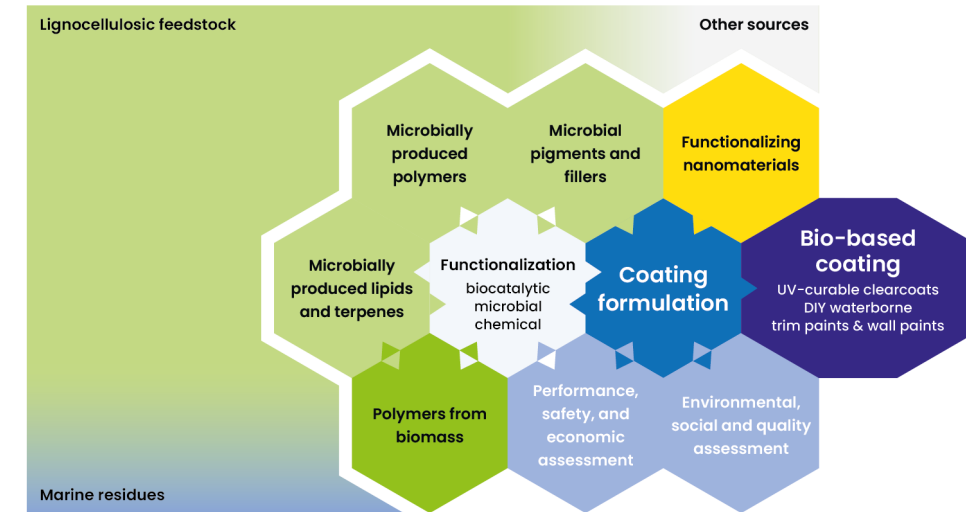 Lignocellulosic feedstock
Other sources
Microbially
produced
polymers
Microbial
pigments and
fillers
Functionalizing
nanomaterials
Microbially
produced lipids
and terpenes
Functionalization
biocatalytic
microbial
chemical
Coating
formulation
Bio-based
coating
UV-curable clearcoats
DIY waterborne
trim paints & wall paints
Polymers from
biomass
Performance,
safety, and
economic
assessment
Environmental,
social and quality
assessment
Marine residues